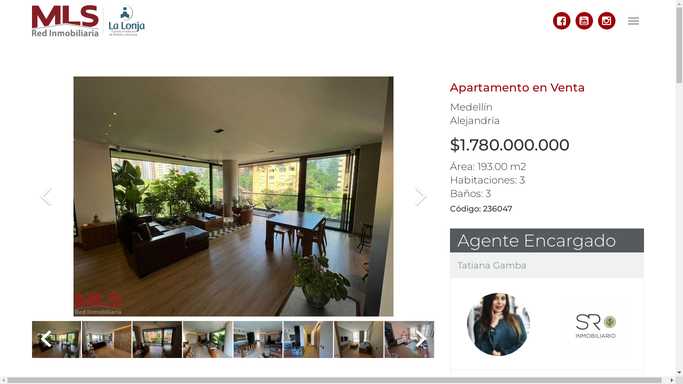 MLS
Red Inmobiliaria
La Lonja
Apartamento en Venta
Medellín
Alejandría
$1.780.000.000
Área: 193.00 m2
Habitaciones: 3
Baños: 3
Código: 236047
MLS
Red Inmobiliaria
Agente Encargado
Tatiana Gamba
SR
INMOBILIARIO